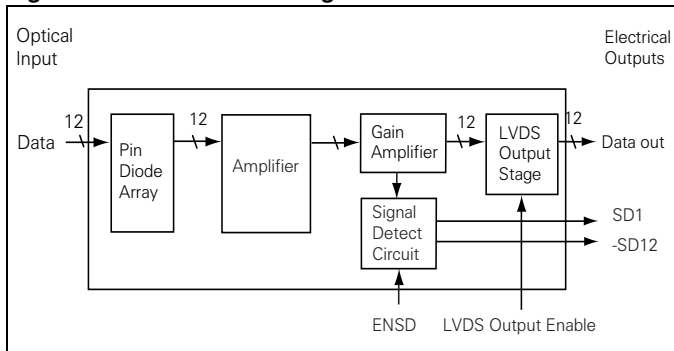 Optical
Input
Electrical
Outputs
12
12
12
12
Data
Pin
Diode
Array
Amplifier
Gain
Amplifier
LVDS
Output
Stage
Data out
Signal
Detect
Circuit
SD1
-SD12
ENSD
LVDS Output Enable